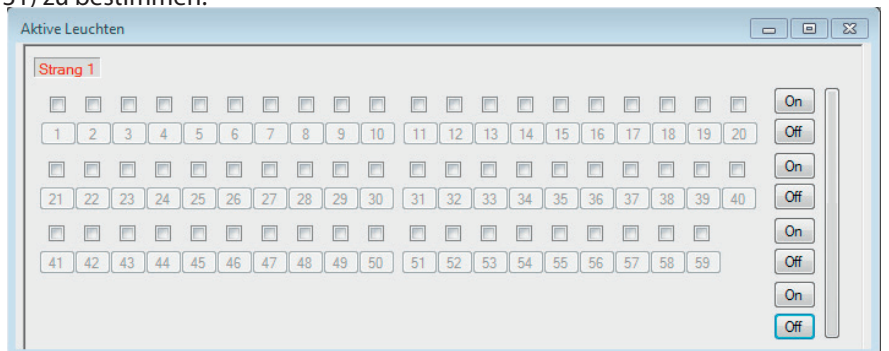 Aktive Leuchten
Strang 1
On
1 2 3 4 5 6 7 8 9 10 11 12 13 14 15 16 17 18 19 20 Off
On
21 22 23 24 25 26 27 28 29 30 31 32 33 34 35 36 37 38 39 40 Off
On
41 42 43 44 45 46 47 48 49 50 51 52 53 54 55 56 57 58 59 Off
On
Off